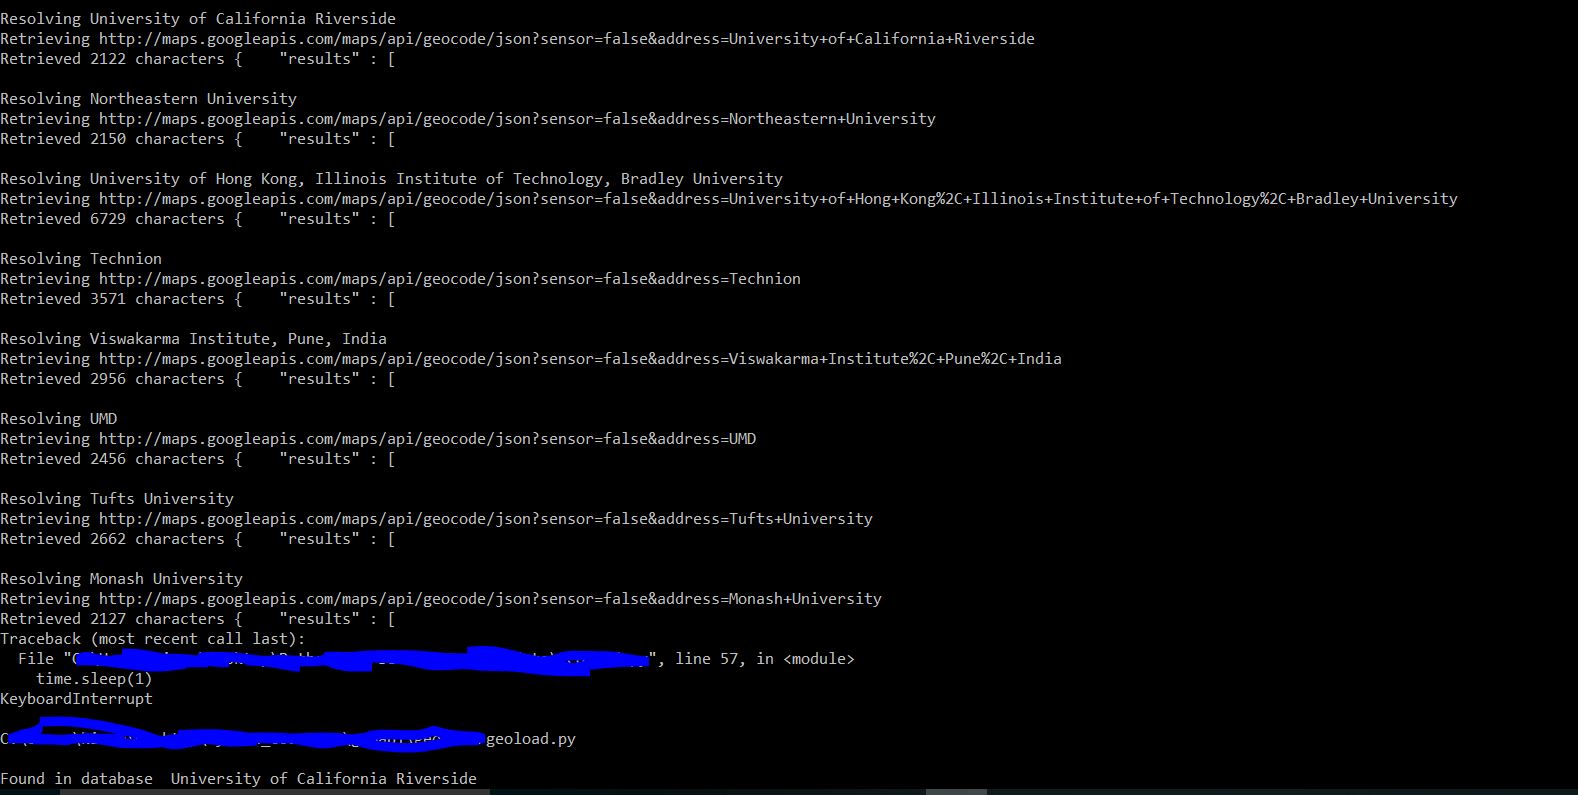 Resolving University of California Riverside
Retrieving http://maps.googleapis.com/maps/api/geocode/json?sensor=false&address=University+of+California+Riverside
Retrieved 2122 characters {    "results" : [
Resolving Northeastern University
Retrieving http://maps.googleapis.com/maps/api/geocode/json?sensor=false&address=Northeastern+University
Retrieved 2150 characters {    "results" : [
Resolving University of Hong Kong, Illinois Institute of Technology, Bradley University
Retrieving http://maps.googleapis.com/maps/api/geocode/json?sensor=false&address=University+of+Hong+Kong%2C+Illinois+Institute+of+Technology%2C+Bradley+University
Retrieved 6729 characters {    "results" : [
Resolving Technion
Retrieving http://maps.googleapis.com/maps/api/geocode/json?sensor=false&address=Technion
Retrieved 3571 characters {    "results" : [
Resolving Viswakarma Institute, Pune, India
Retrieving http://maps.googleapis.com/maps/api/geocode/json?sensor=false&address=Viswakarma+Institute%2C+Pune%2C+India
Retrieved 2956 characters {    "results" : [
Resolving UMD
Retrieving http://maps.googleapis.com/maps/api/geocode/json?sensor=false&address=UMD
Retrieved 2456 characters {    "results" : [
Resolving Tufts University
Retrieving http://maps.googleapis.com/maps/api/geocode/json?sensor=false&address=Tufts+University
Retrieved 2662 characters {    "results" : [
Resolving Monash University
Retrieving http://maps.googleapis.com/maps/api/geocode/json?sensor=false&address=Monash+University
Retrieved 2127 characters {    "results" : [
Traceback (most recent call last):
  File ", line 57, in <module>
    time.sleep(1)
KeyboardInterrupt
geoload.py
Found in database  University of California Riverside